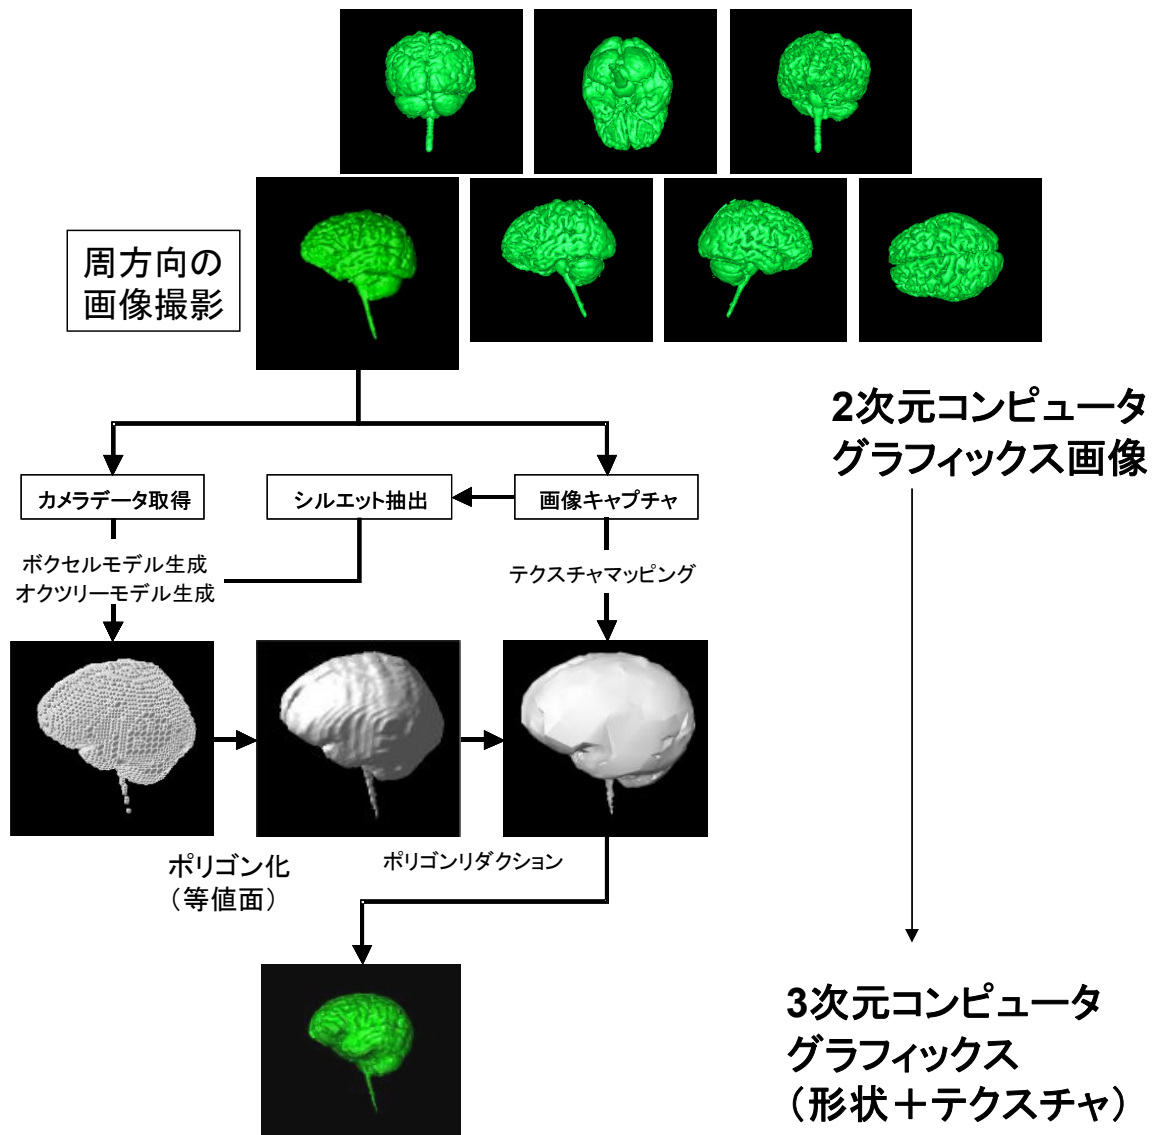 周方向の
画像撮影
2次元コンピュータ
グラフィックス画像
カメラデータ取得
シルエット抽出
画像キャプチャ
ボクセルモデル生成
オクツリーモデル生成
テクスチャマッピング
ポリゴン化
（等値面）
ポリゴンリダクション
3次元コンピュータ
グラフィックス
（形状＋テクスチャ）